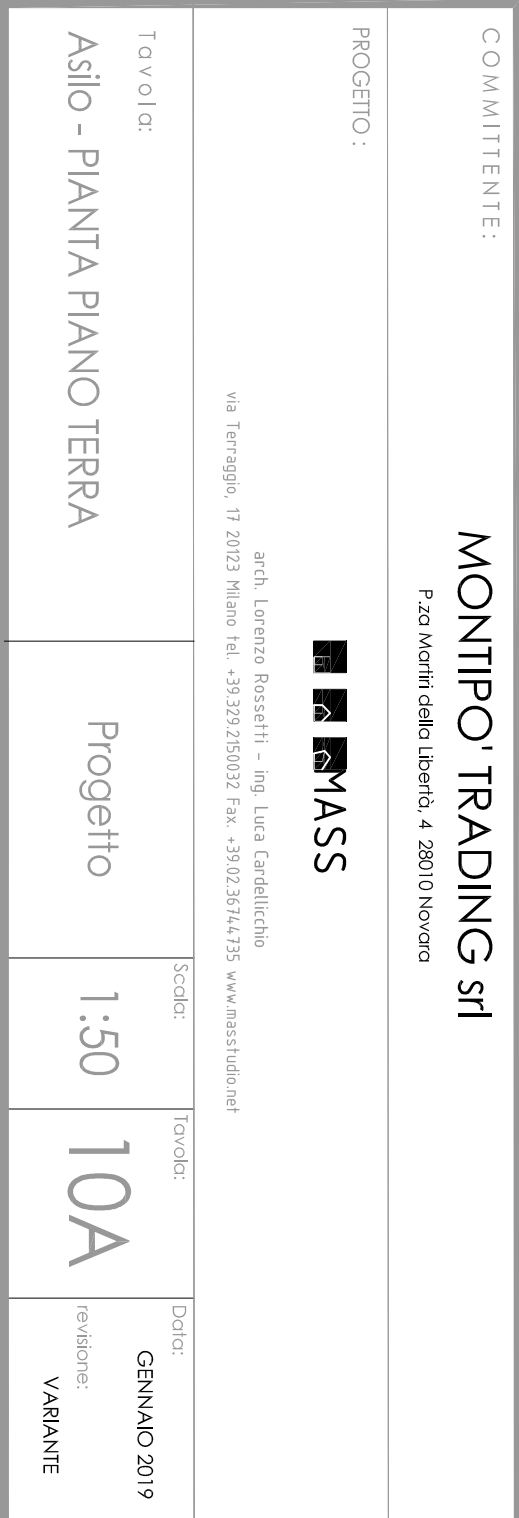 COMMITTENTE:
MONTIPO' TRADING srl
P.za Martiri della Libertà, 4 28010 Novara
PROGETTO:
MASS
arch. Lorenzo Rossetti - ing. Luca Cardellicchio
via Terraggio, 17 20123 Milano tel. +39.329.2150032 Fax. +39.02.36744735 www.masstudio.net
Tavola:
Asilo - PIANTA PIANO TERRA
Progetto
Scala:
1:50
Tavola:
10A
Data:
GENNAIO 2019
revisione:
VARIANTE